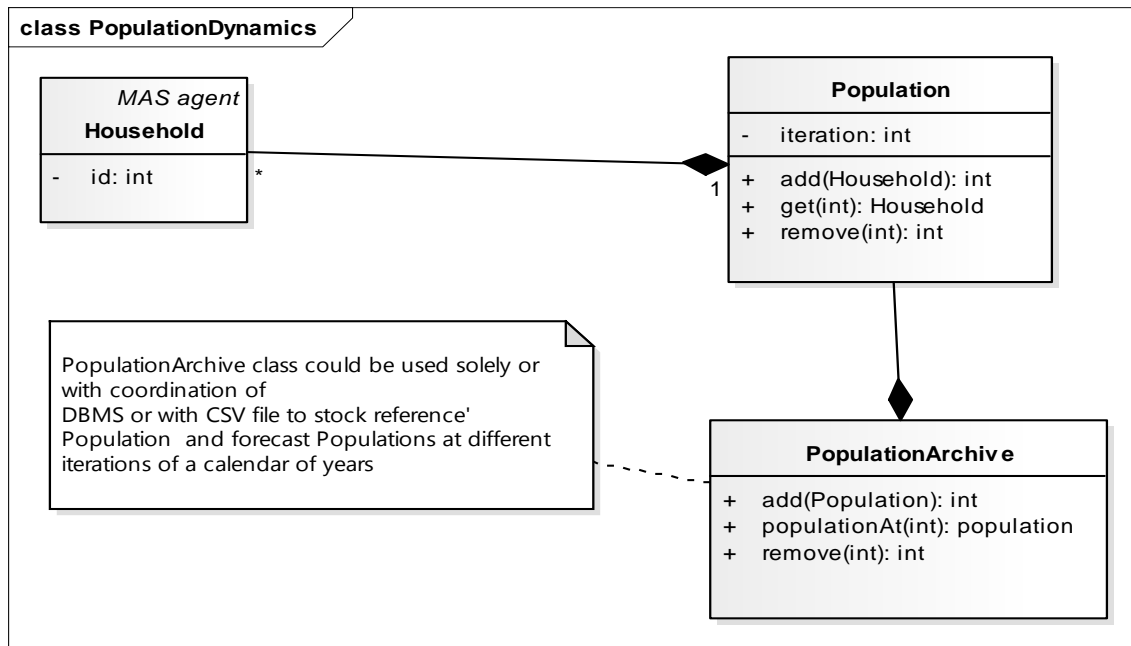 class PopulationDynamics
MAS agent
Household
- id: int
*
1
Population
- iteration: int
+ add(Household): int
+ get(int): Household
+ remove(int): int
PopulationArchive class could be used solely or
with coordination of
DBMS or with CSV file to stock reference'
Population and forecast Populations at different
iterations of a calendar of years
PopulationArchive
+ add(Population): int
+ populationAt(int): population
+ remove(int): int